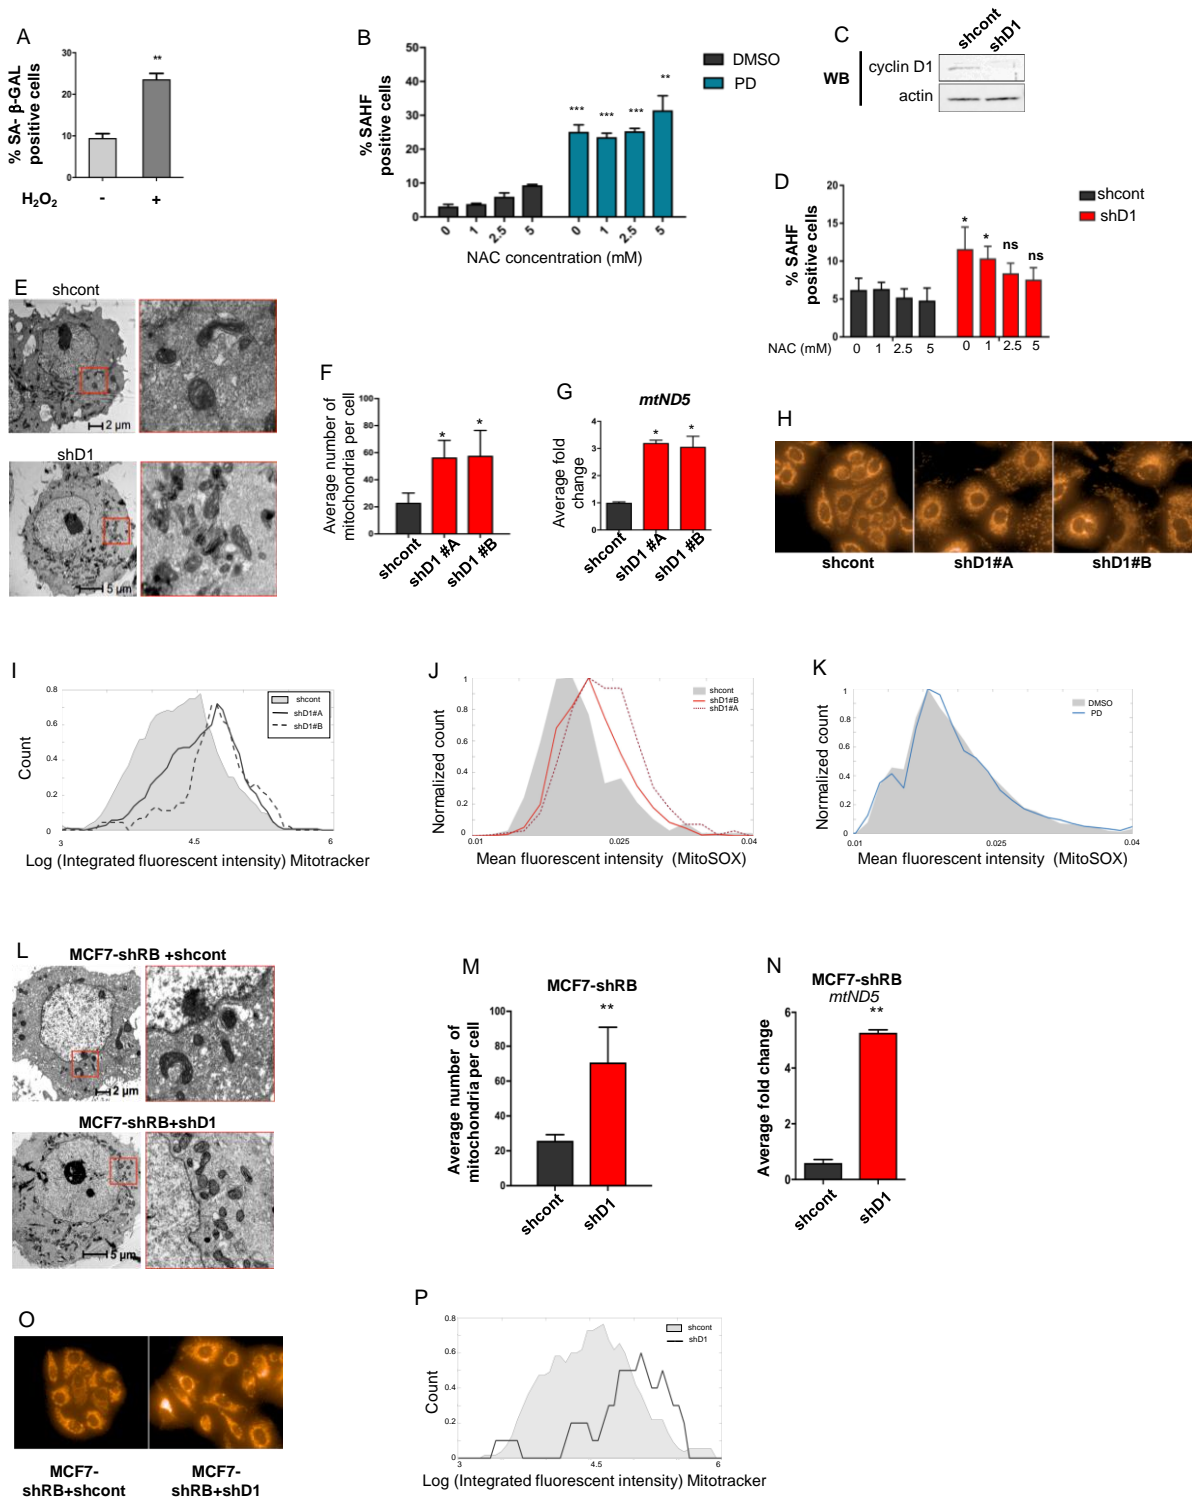 A
30
20
10
0
% SA- β-GAL
positive cells
**
H₂O₂
-
+
B
50
40
30
20
10
0
% SAHF
positive cells
DMSO
PD
***
***
***
**
0
1
2.5
5
0
1
2.5
5
NAC concentration (mM)
C
shcont
shD1
WB
cyclin D1
actin
D
20
15
10
5
0
% SAHF
positive cells
shcont
shD1
*
*
ns
ns
NAC (mM)
0
1
2.5
5
0
1
2.5
5
E
shcont
2 µm
shD1
5 µm
F
100
80
60
40
20
0
Average number of
mitochondria per cell
*
*
shcont
shD1 #A
shD1 #B
G
mtND5
4
3
2
1
0
Average fold
change
*
*
shcont
shD1 #A
shD1 #B
H
shcont
shD1#A
shD1#B
I
0.8
0.6
0.4
0.2
0
Count
shcont
shD1#A
shD1#B
3
4.5
6
Log (Integrated fluorescent intensity) Mitotracker
J
1
0.8
0.6
0.4
0.2
0
Normalized count
shcont
shD1#B
shD1#A
0.01
0.025
0.04
Mean fluorescent intensity (MitoSOX)
K
1
0.8
0.6
0.4
0.2
0
Normalized count
DMSO
PD
0.01
0.025
0.04
Mean fluorescent intensity (MitoSOX)
L
MCF7-shRB +shcont
2 µm
MCF7-shRB+shD1
5 µm
M
MCF7-shRB
100
80
60
40
20
0
Average number of
mitochondria per cell
**
shcont
shD1
N
MCF7-shRB
mtND5
6
4
2
0
Average fold change
**
shcont
shD1
O
MCF7-
shRB+shcont
MCF7-
shRB+shD1
P
0.8
0.6
0.4
0.2
0
Count
shcont
shD1
3
4.5
6
Log (Integrated fluorescent intensity) Mitotracker